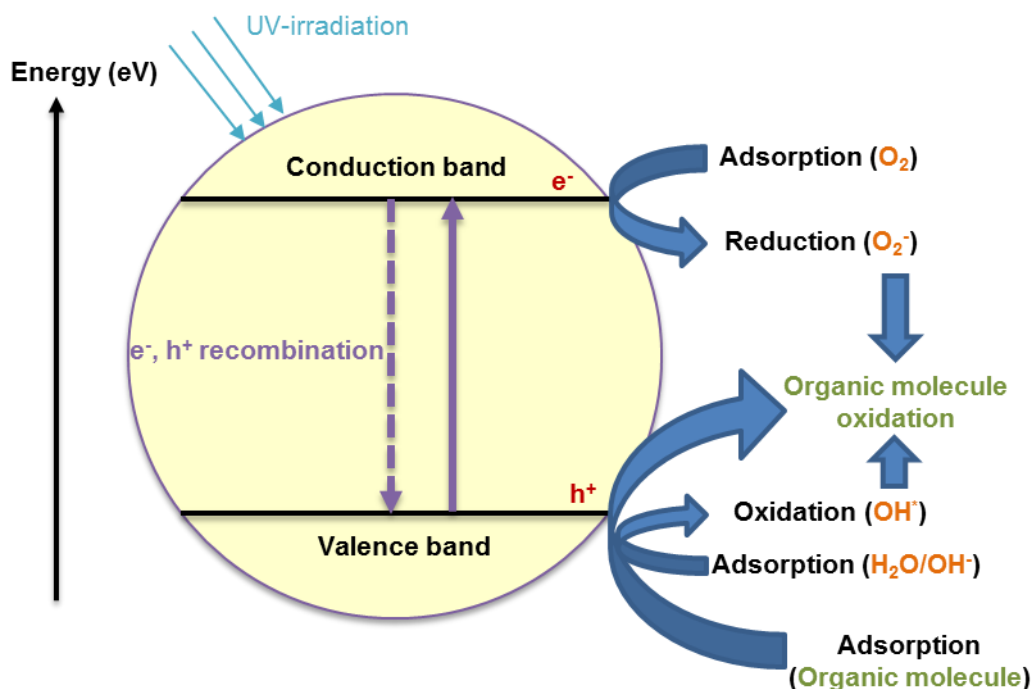 UV-irradiation
Energy (eV)
Conduction band
e⁻
Adsorption (O₂)
Reduction (O₂⁻)
e⁻, h⁺ recombination
Organic molecule
oxidation
h⁺
Oxidation (OH*)
Valence band
Adsorption (H₂O/OH⁻)
Adsorption
(Organic molecule)